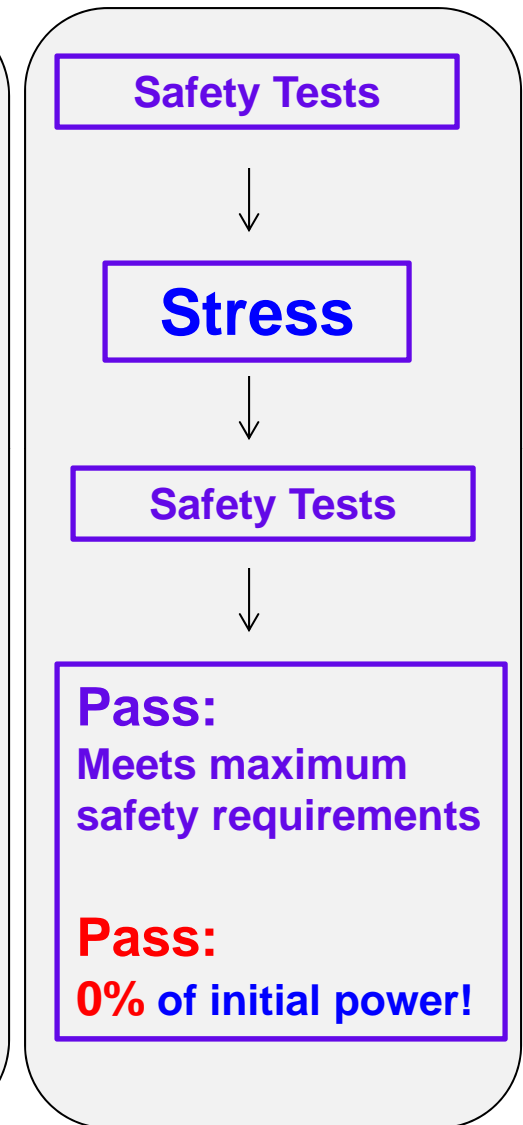 Safety Tests
Stress
Safety Tests
Pass:
Meets maximum
safety requirements
Pass:
0% of initial power!